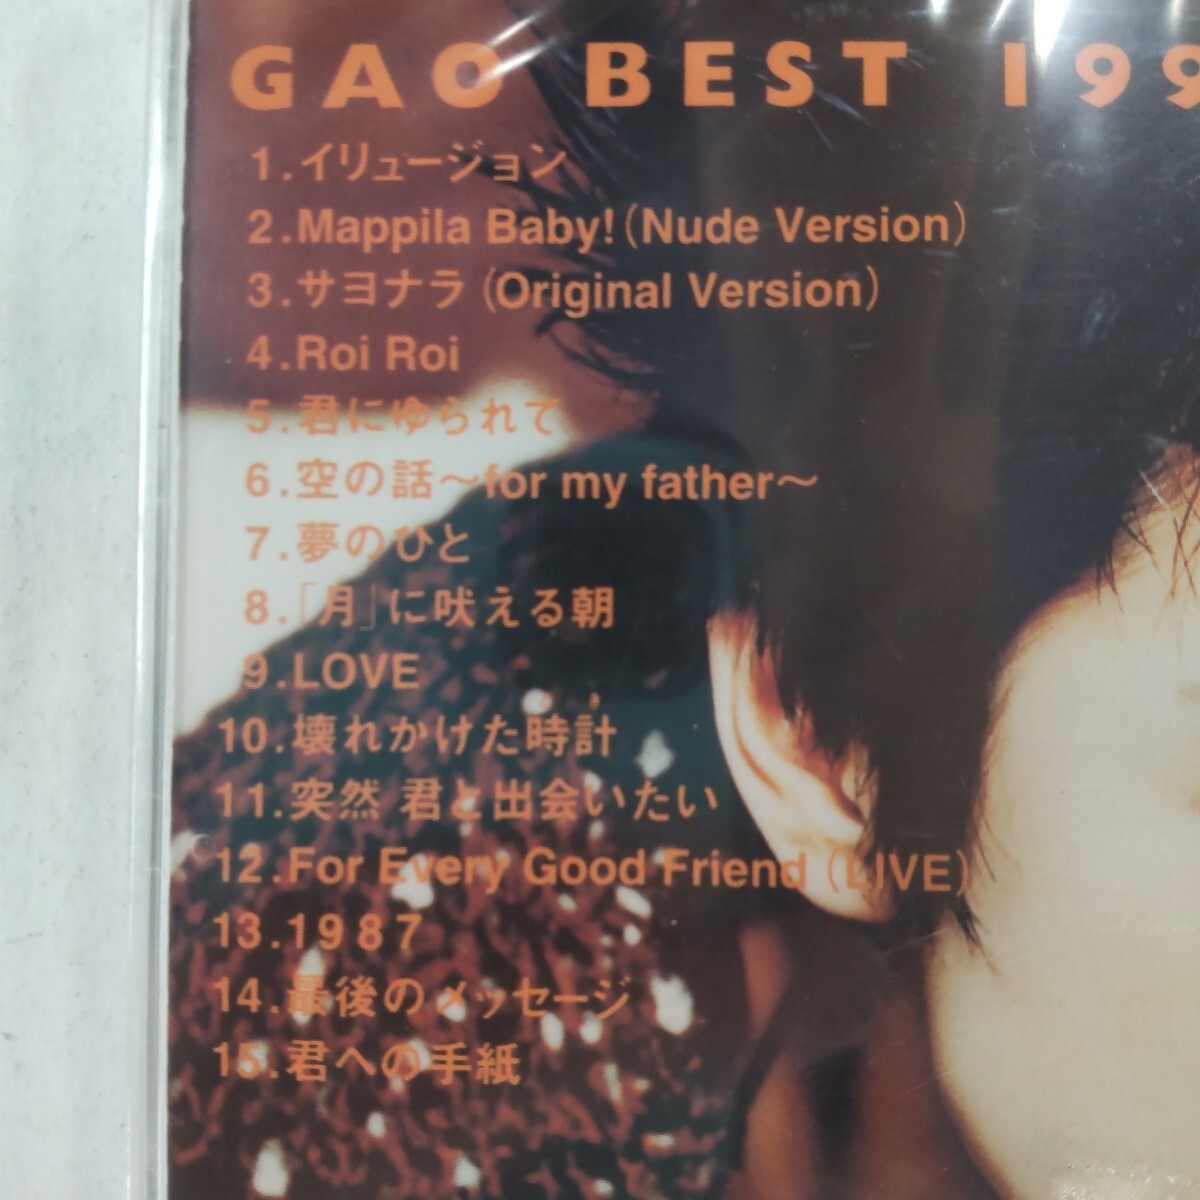 GAO BEST 199
1.イリュージョン
2.Mappila Baby!(Nude Version)
3.サヨナラ(Original Version)
4.Roi Roi
5.君にゆられて
6.空の話〜for my father〜
7.夢のひと
8.「月」に吠える朝
9.LOVE
10.壊れかけた時計
11.突然 君と出会いたい
12.For Every Good Friend (LIVE)
13.1987
14.最後のメッセージ
15.君への手紙